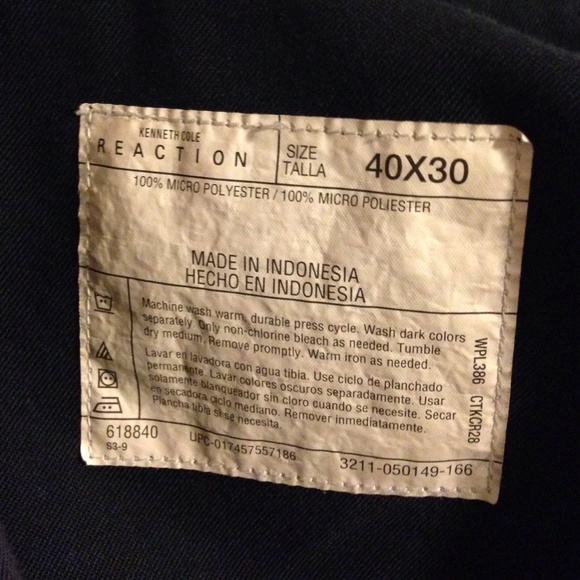 KENNETH COLE
REACTION
SIZE
TALLA
40X30
100% MICRO POLYESTER / 100% MICRO POLIESTER
MADE IN INDONESIA
HECHO EN INDONESIA
Machine wash warm, durable press cycle. Wash dark colors
separately. Only non-chlorine bleach as needed. Tumble
dry medium. Remove promptly. Warm iron as needed.
Lavar en lavadora con agua tibia. Use ciclo de planchado
permanente. Lavar colores oscuros separadamente. Usar
solamente blanqueador sin cloro cuando se necesite. Secar
en secadora ciclo mediano. Remover inmediatamente.
Plancha tibia si se necesita.
WPL386 CTKCR28
618840
S3-9
UPC-017457557186
3211-050149-166